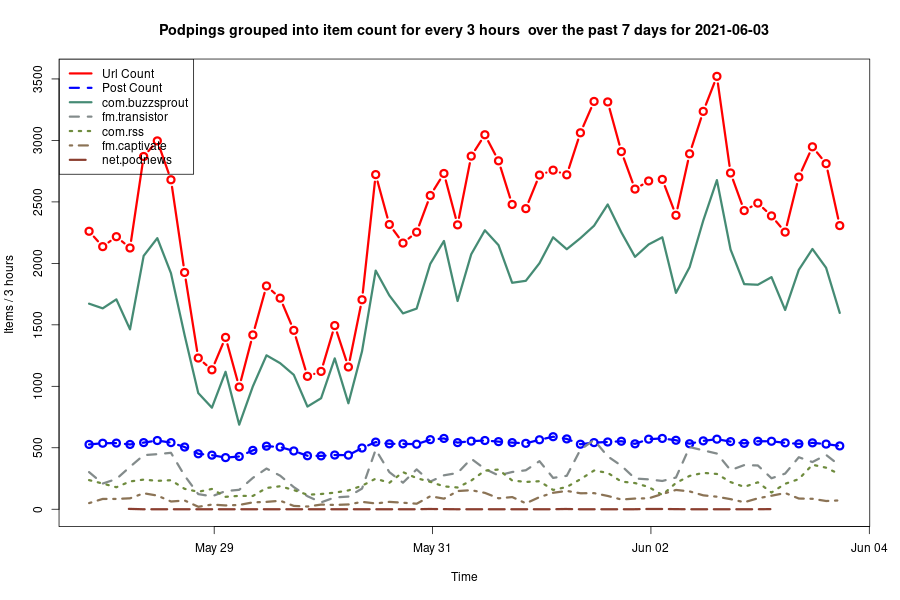 Podpings grouped into item count for every 3 hours  over the past 7 days for 2021-06-03
Url Count
Post Count
com.buzzsprout
fm.transistor
com.rss
fm.captivate
net.podnews
3500
3000
2500
2000
1500
1000
500
0
Items / 3 hours
May 29
May 31
Jun 02
Jun 04
Time